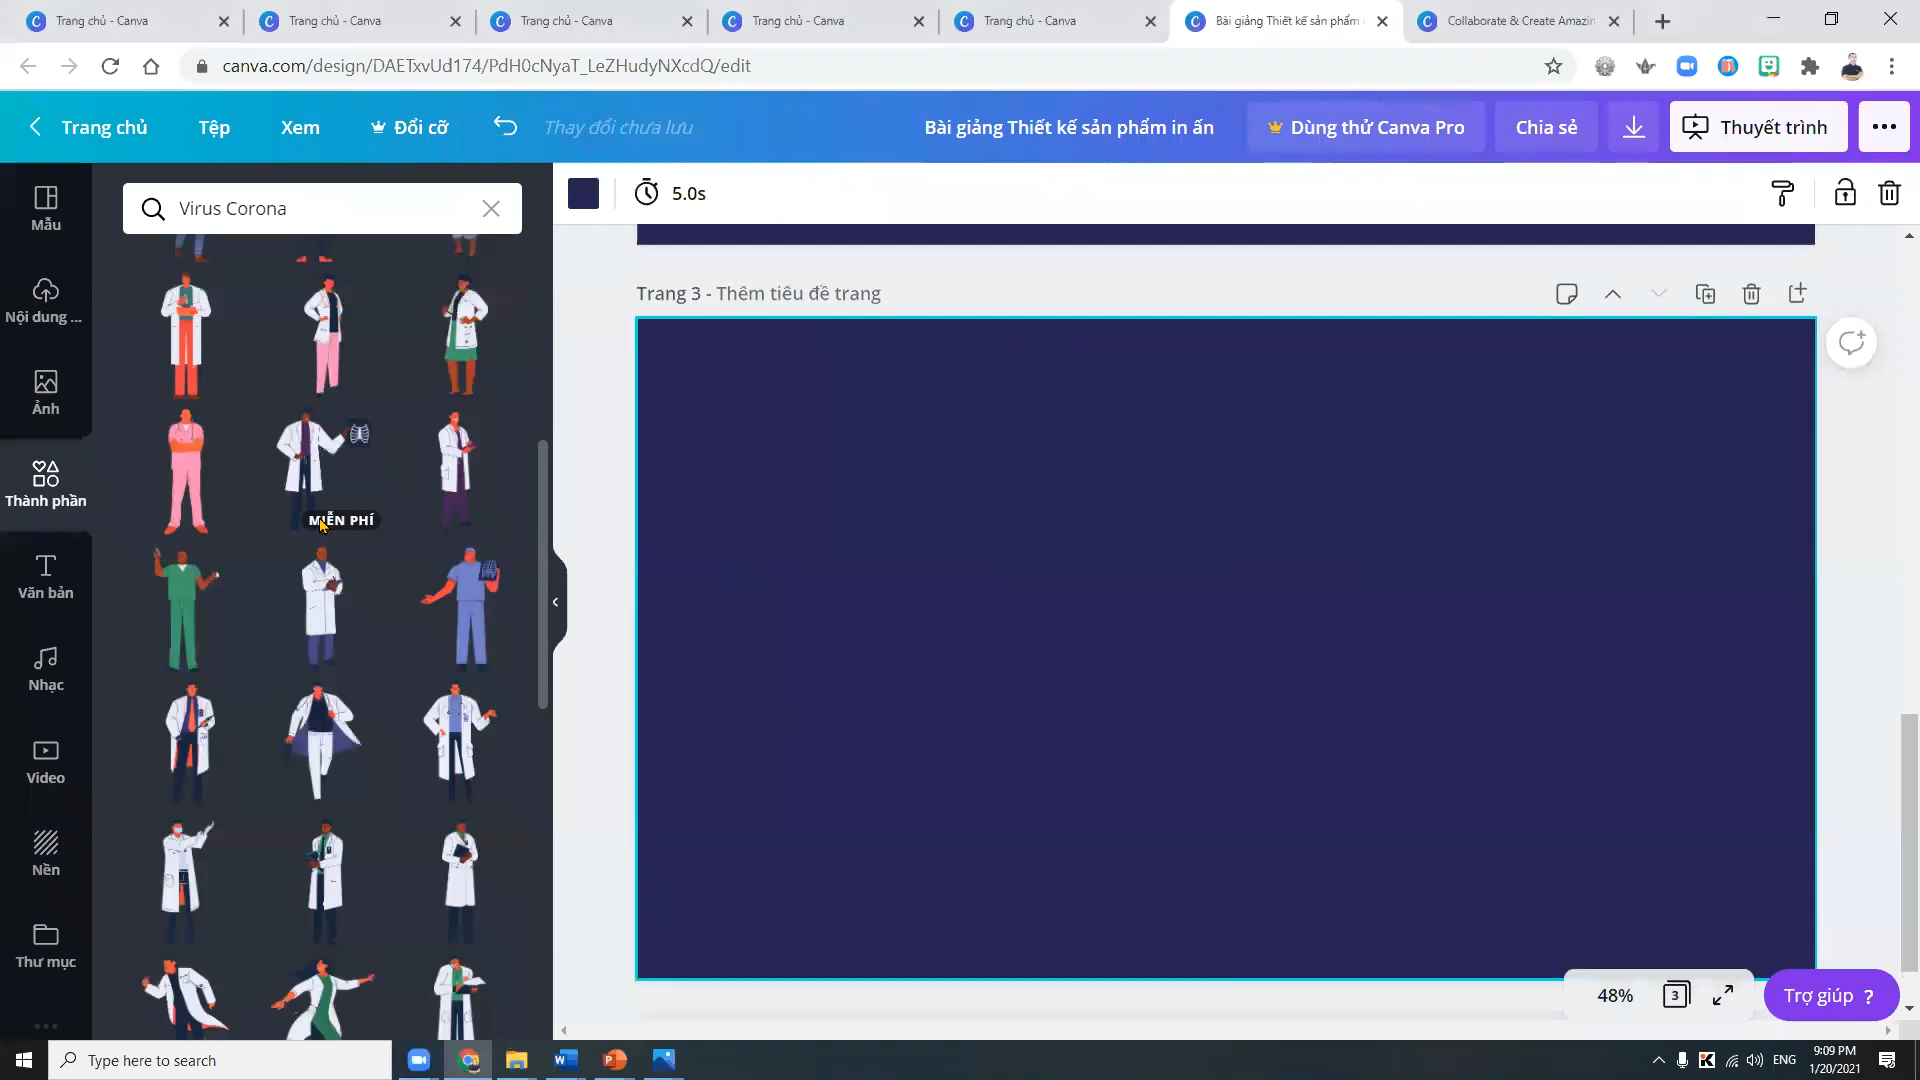 Trang chủ - Canva
Trang chủ - Canva
Trang chủ - Canva
Trang chủ - Canva
Trang chủ - Canva
Bài giảng Thiết kế sản phẩm i
Collaborate & Create Amazin
canva.com/design/DAETxvUd174/PdH0cNyaT_LeZHudyNXcdQ/edit
Trang chủ
Tệp
Xem
Đổi cỡ
Thay đổi chưa lưu
Bài giảng Thiết kế sản phẩm in ấn
Dùng thử Canva Pro
Chia sẻ
Thuyết trình
Mẫu
Nội dung ...
Ảnh
Thành phần
Văn bản
Nhạc
Video
Nền
Thư mục
Virus Corona
MIỄN PHÍ
5.0s
Trang 3 - Thêm tiêu đề trang
48%
3
Trợ giúp ?
Type here to search
ENG
9:09 PM
1/20/2021